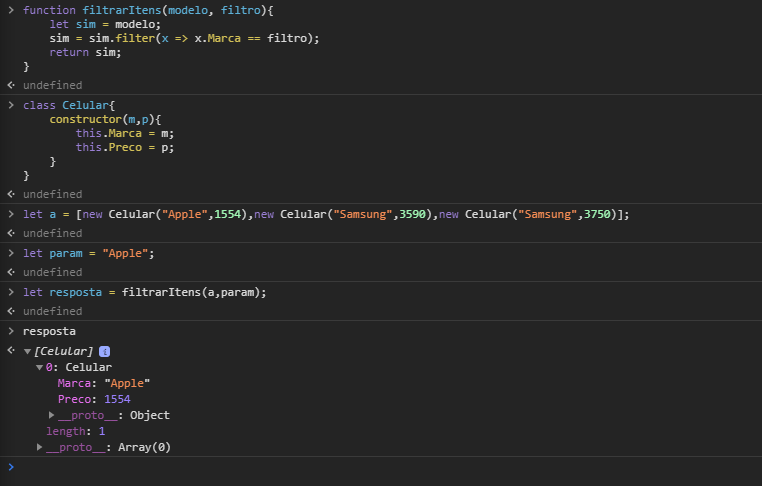 function filtrarItens(modelo, filtro){
    let sim = modelo;
    sim = sim.filter(x => x.Marca == filtro);
    return sim;
}
undefined
class Celular{
    constructor(m,p){
        this.Marca = m;
        this.Preco = p;
    }
}
undefined
let a = [new Celular("Apple",1554),new Celular("Samsung",3590),new Celular("Samsung",3750)];
undefined
let param = "Apple";
undefined
let resposta = filtrarItens(a,param);
undefined
resposta
[Celular] i
0: Celular
Marca: "Apple"
Preco: 1554
__proto__: Object
length: 1
__proto__: Array(0)